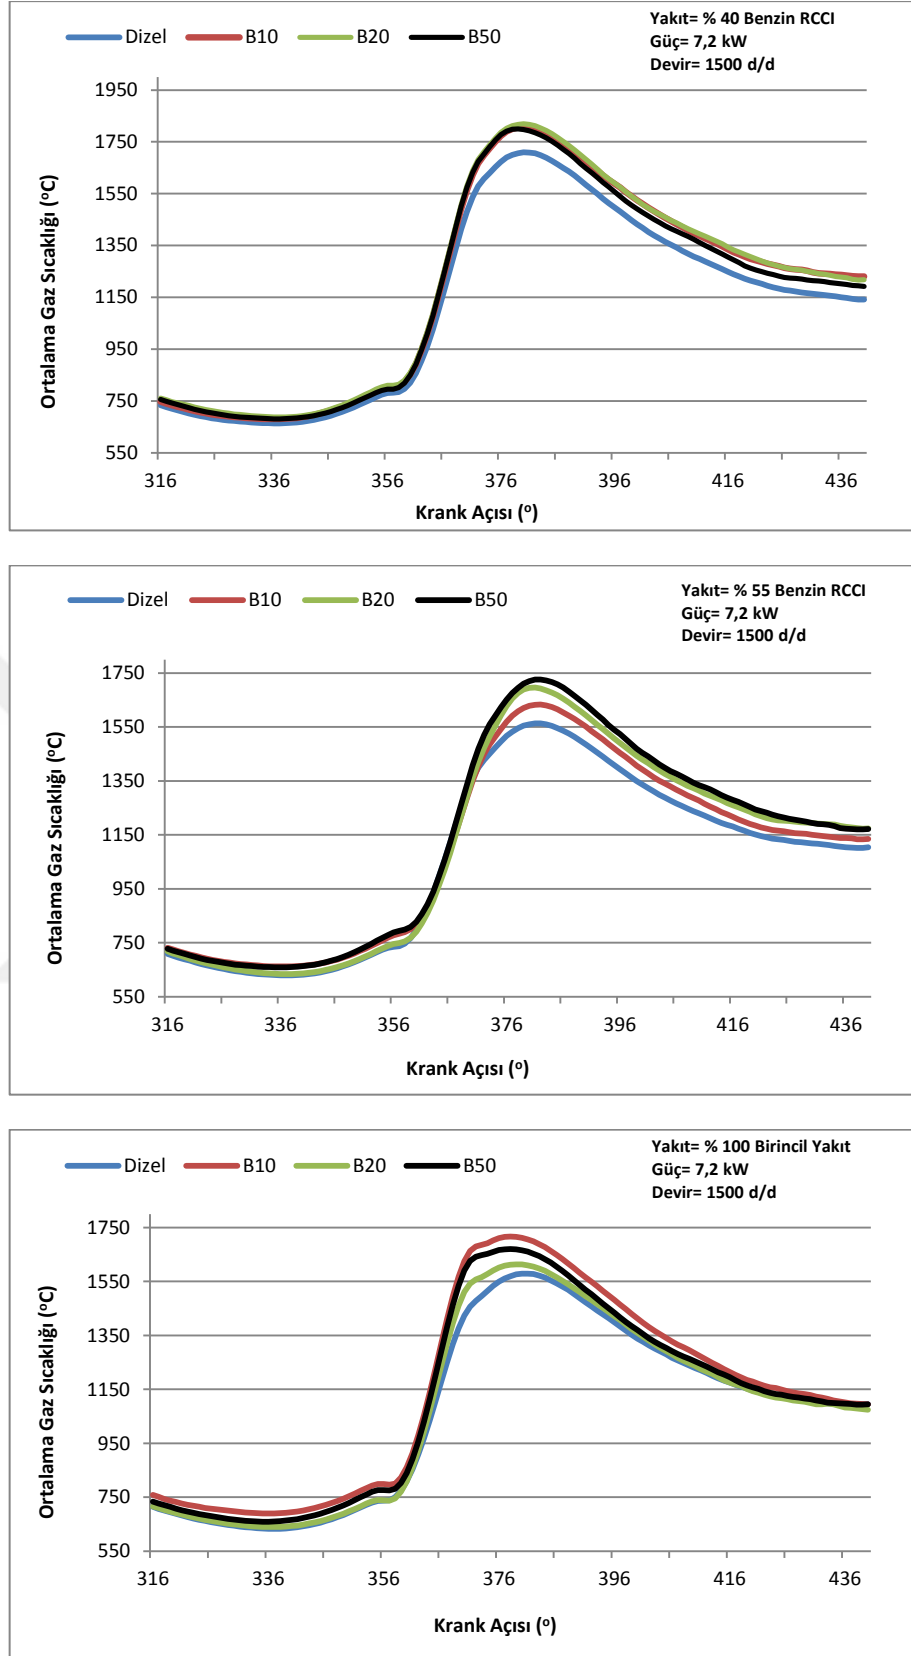 Dizel B10 B20 B50
Yakıt= % 40 Benzin RCCI
Güç= 7,2 kW
Devir= 1500 d/d
Ortalama Gaz Sıcaklığı (ºC)
1950
1750
1550
1350
1150
950
750
550
316 336 356 376 396 416 436
Krank Açısı (º)
Dizel B10 B20 B50
Yakıt= % 55 Benzin RCCI
Güç= 7,2 kW
Devir= 1500 d/d
Ortalama Gaz Sıcaklığı (ºC)
1750
1550
1350
1150
950
750
550
316 336 356 376 396 416 436
Krank Açısı (º)
Dizel B10 B20 B50
Yakıt= % 100 Birincil Yakıt
Güç= 7,2 kW
Devir= 1500 d/d
Ortalama Gaz Sıcaklığı (ºC)
1750
1550
1350
1150
950
750
550
316 336 356 376 396 416 436
Krank Açısı (º)